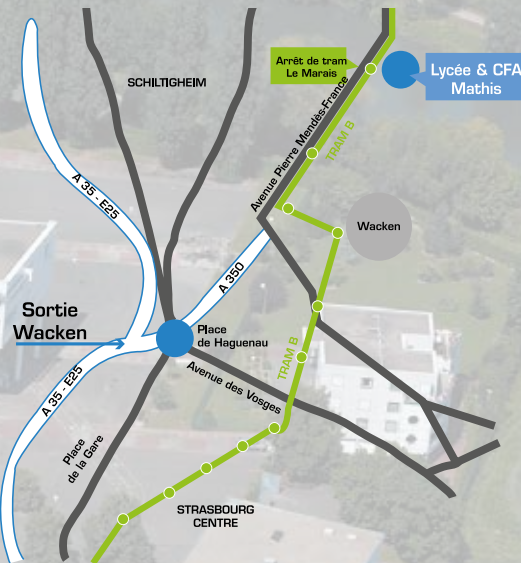 Arrêt de tram
Le Marais
Lycée & CFA
Mathis
SCHILTIGHEIM
Avenue Pierre Mendès-France
TRAM B
A 35 - E25
Wacken
A 350
Sortie
Wacken
Place
de Haguenau
TRAM B
Avenue des Vosges
A 35 - E25
Place
de la Gare
STRASBOURG
CENTRE